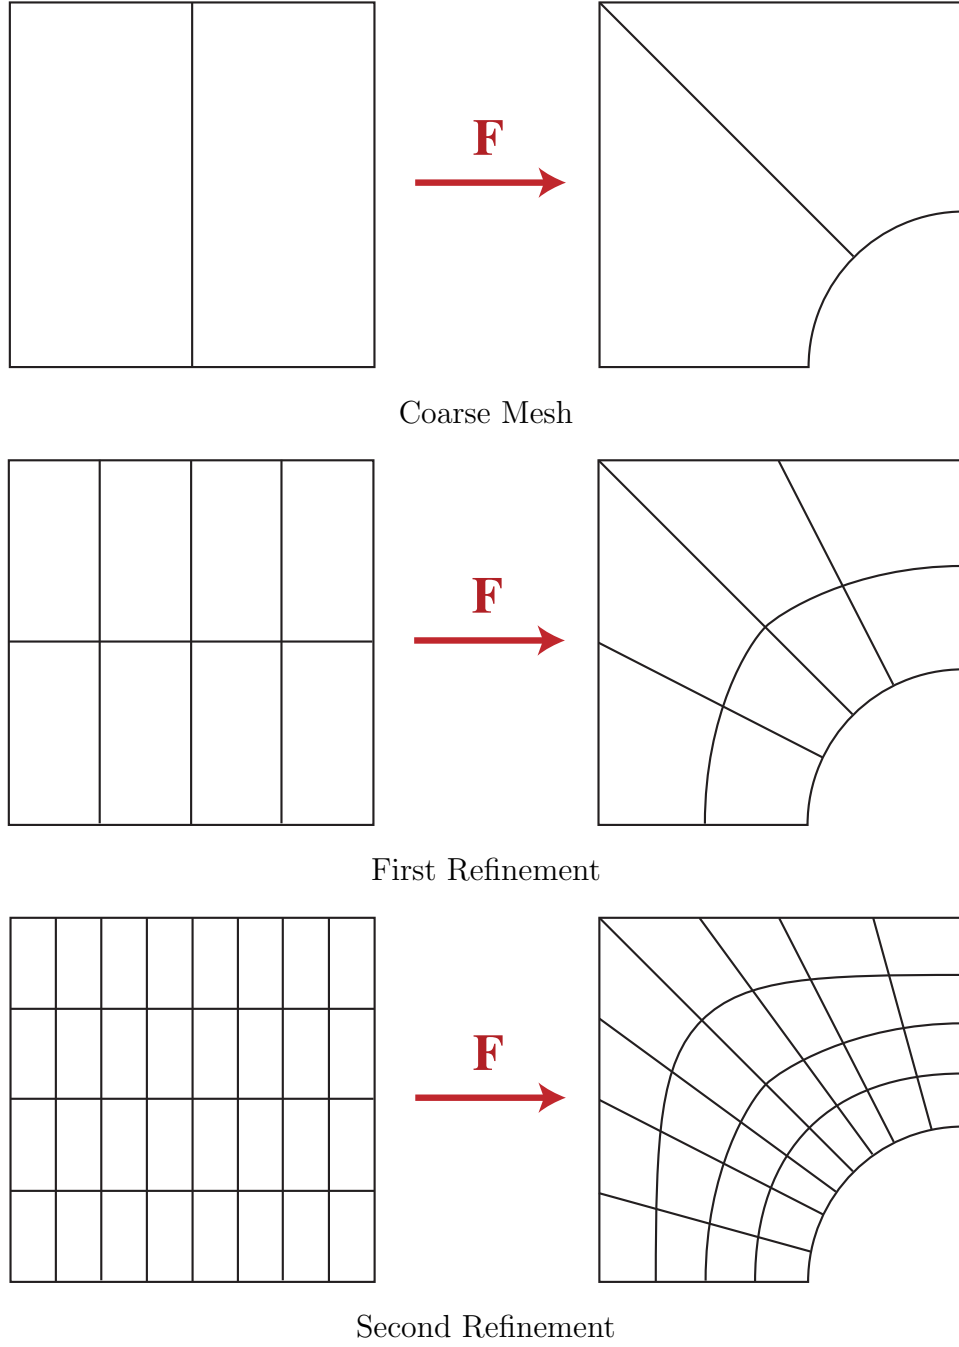 F
Coarse Mesh
F
First Refinement
F
Second Refinement